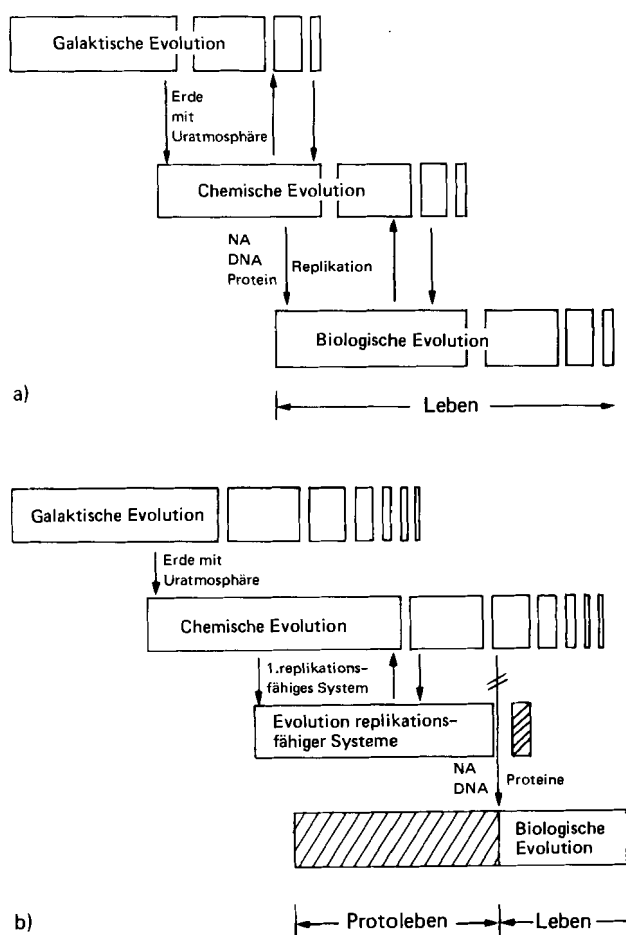 Galaktische Evolution
Erde
mit
Uratmosphäre
Chemische Evolution
NA
DNA
Protein
Replikation
Biologische Evolution
a)
Leben
Galaktische Evolution
Erde mit
Uratmosphäre
Chemische Evolution
1.replikations-
fähiges System
Evolution replikations-
fähiger Systeme
NA
DNA
Proteine
Biologische
Evolution
b)
Protoleben
Leben